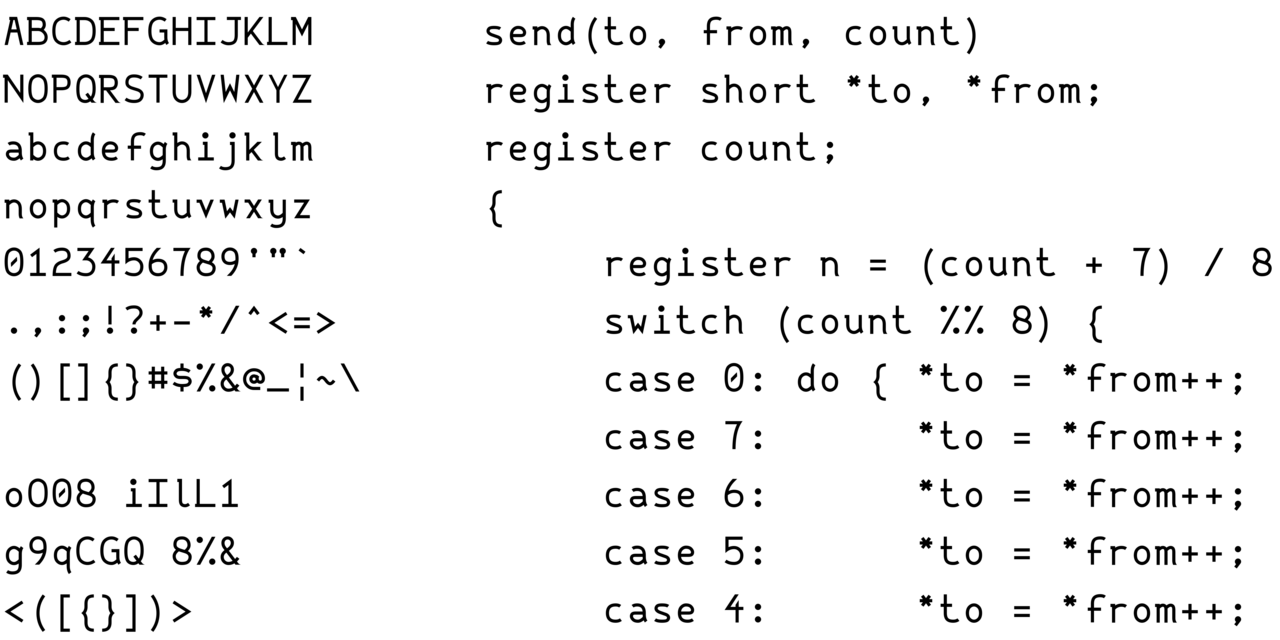 ABCDEFGHIJKLM
NOPQRSTUVWXYZ
abcdefghijklm
nopqrstuvwxyz
0123456789'"`
.,:;!?+-*/^<=>
()[]{}#$%&@_¦~\
oO08 iIlL1
g9qCGQ 8%&
<([{}])>
send(to, from, count)
register short *to, *from;
register count;
{
    register n = (count + 7) / 8
    switch (count %% 8) {
    case 0: do { *to = *from++;
    case 7:      *to = *from++;
    case 6:      *to = *from++;
    case 5:      *to = *from++;
    case 4:      *to = *from++;